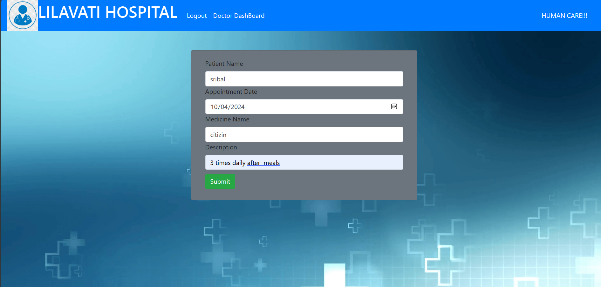 LILAVATI HOSPITAL
Logout Doctor DashBoard
HUMAN CARE!!
Patient Name
Appointment Date
10/04/2024
Medicine Name
citizin
Description
3 times daily after meals
Submit